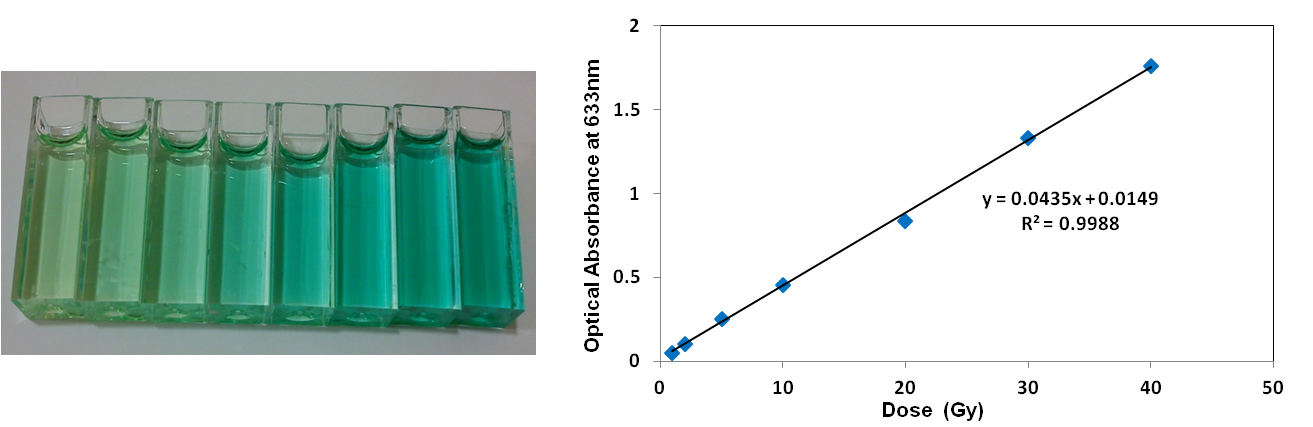 2
1.5
1
0.5
0
Optical Absorbance at 633nm
y = 0.0435x + 0.0149
R² = 0.9988
0 10 20 30 40 50
Dose (Gy)